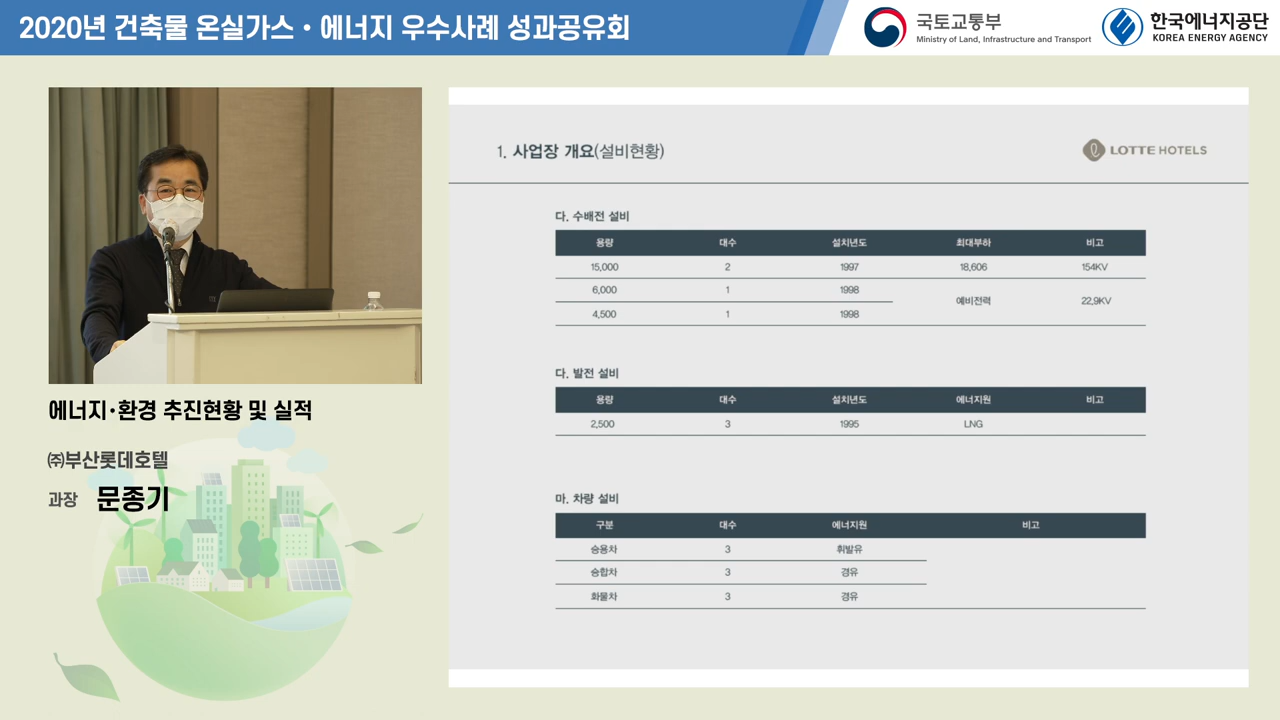 2020년 건축물 온실가스 · 에너지 우수사례 성과공유회
국토교통부
Ministry of Land, Infrastructure and Transport
한국에너지공단
KOREA ENERGY AGENCY
에너지·환경 추진현황 및 실적
㈜부산롯데호텔
과장 문종기
1. 사업장 개요(설비현황)
LOTTE HOTELS
다. 수배전 설비
용량 대수 설치년도 최대부하 비고
15,000 2 1997 18,606 154KV
6,000 1 1998
예비전력 22.9KV
4,500 1 1998
다. 발전 설비
용량 대수 설치년도 에너지원 비고
2,500 3 1995 LNG
마. 차량 설비
구분 대수 에너지원 비고
승용차 3 휘발유
승합차 3 경유
화물차 3 경유